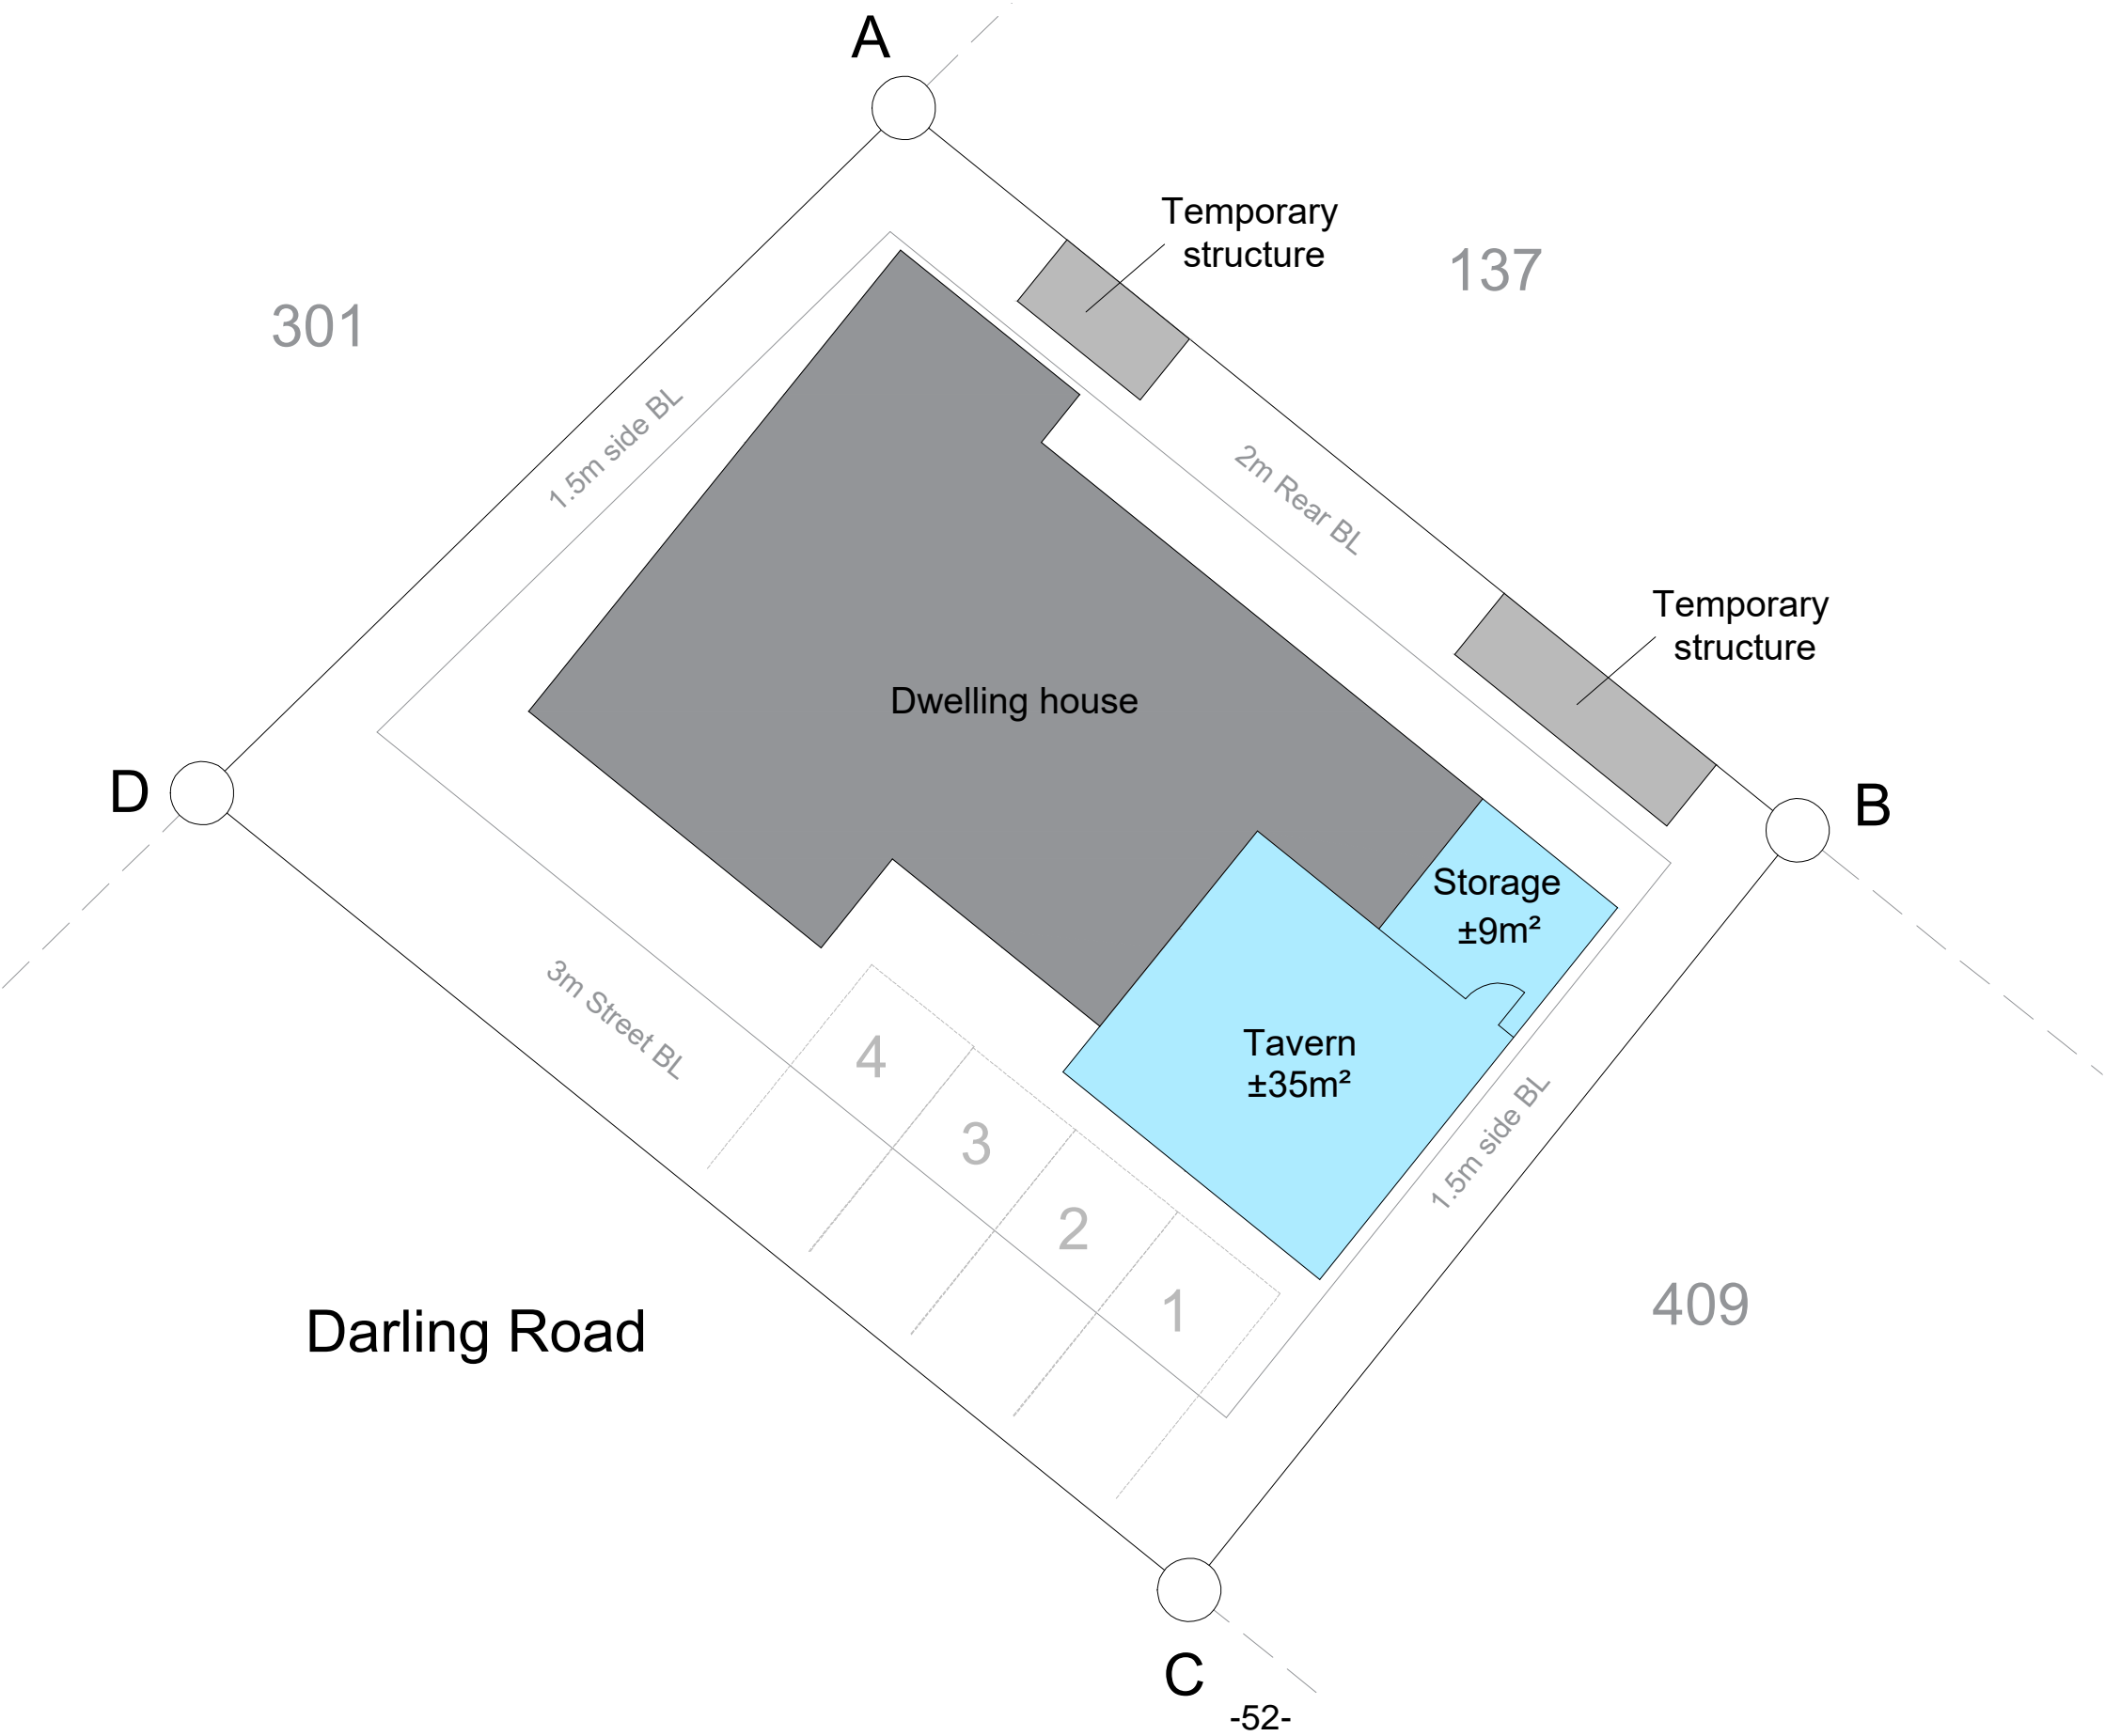 A
Temporary
structure
137
301
1.5m side BL
2m Rear BL
Temporary
structure
Dwelling house
D
B
Storage
±9m²
3m Street BL
4
Tavern
±35m²
3
1.5m side BL
2
1
409
Darling Road
C
-52-